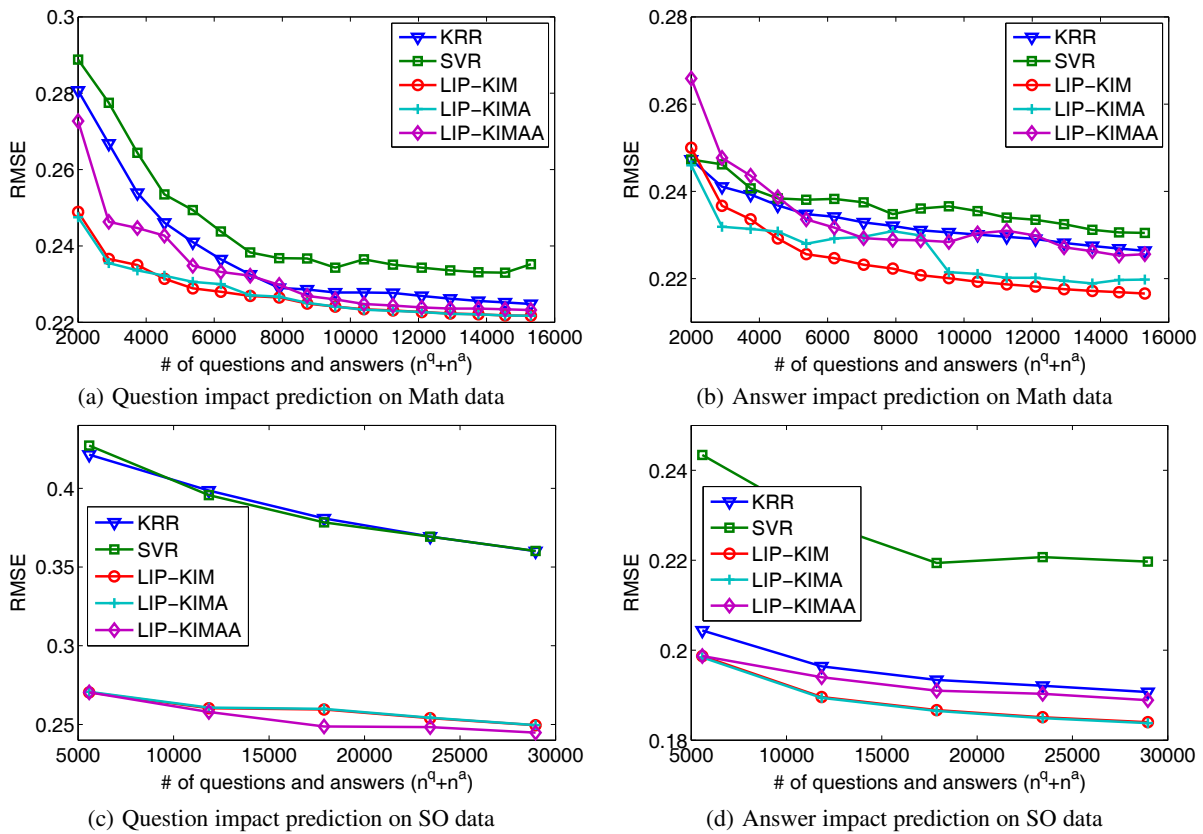 0.3
0.28
0.26
0.24
0.22
RMSE
2000 4000 6000 8000 10000 12000 14000 16000
# of questions and answers (n^q+n^a)
KRR
SVR
LIP-KIM
LIP-KIMA
LIP-KIMAA
(a) Question impact prediction on Math data
0.28
0.26
0.24
0.22
RMSE
2000 4000 6000 8000 10000 12000 14000 16000
# of questions and answers (n^q+n^a)
KRR
SVR
LIP-KIM
LIP-KIMA
LIP-KIMAA
(b) Answer impact prediction on Math data
0.4
0.35
0.3
0.25
RMSE
5000 10000 15000 20000 25000 30000
# of questions and answers (n^q+n^a)
KRR
SVR
LIP-KIM
LIP-KIMA
LIP-KIMAA
(c) Question impact prediction on SO data
0.24
0.22
0.2
0.18
RMSE
5000 10000 15000 20000 25000 30000
# of questions and answers (n^q+n^a)
KRR
SVR
LIP-KIM
LIP-KIMA
LIP-KIMAA
(d) Answer impact prediction on SO data